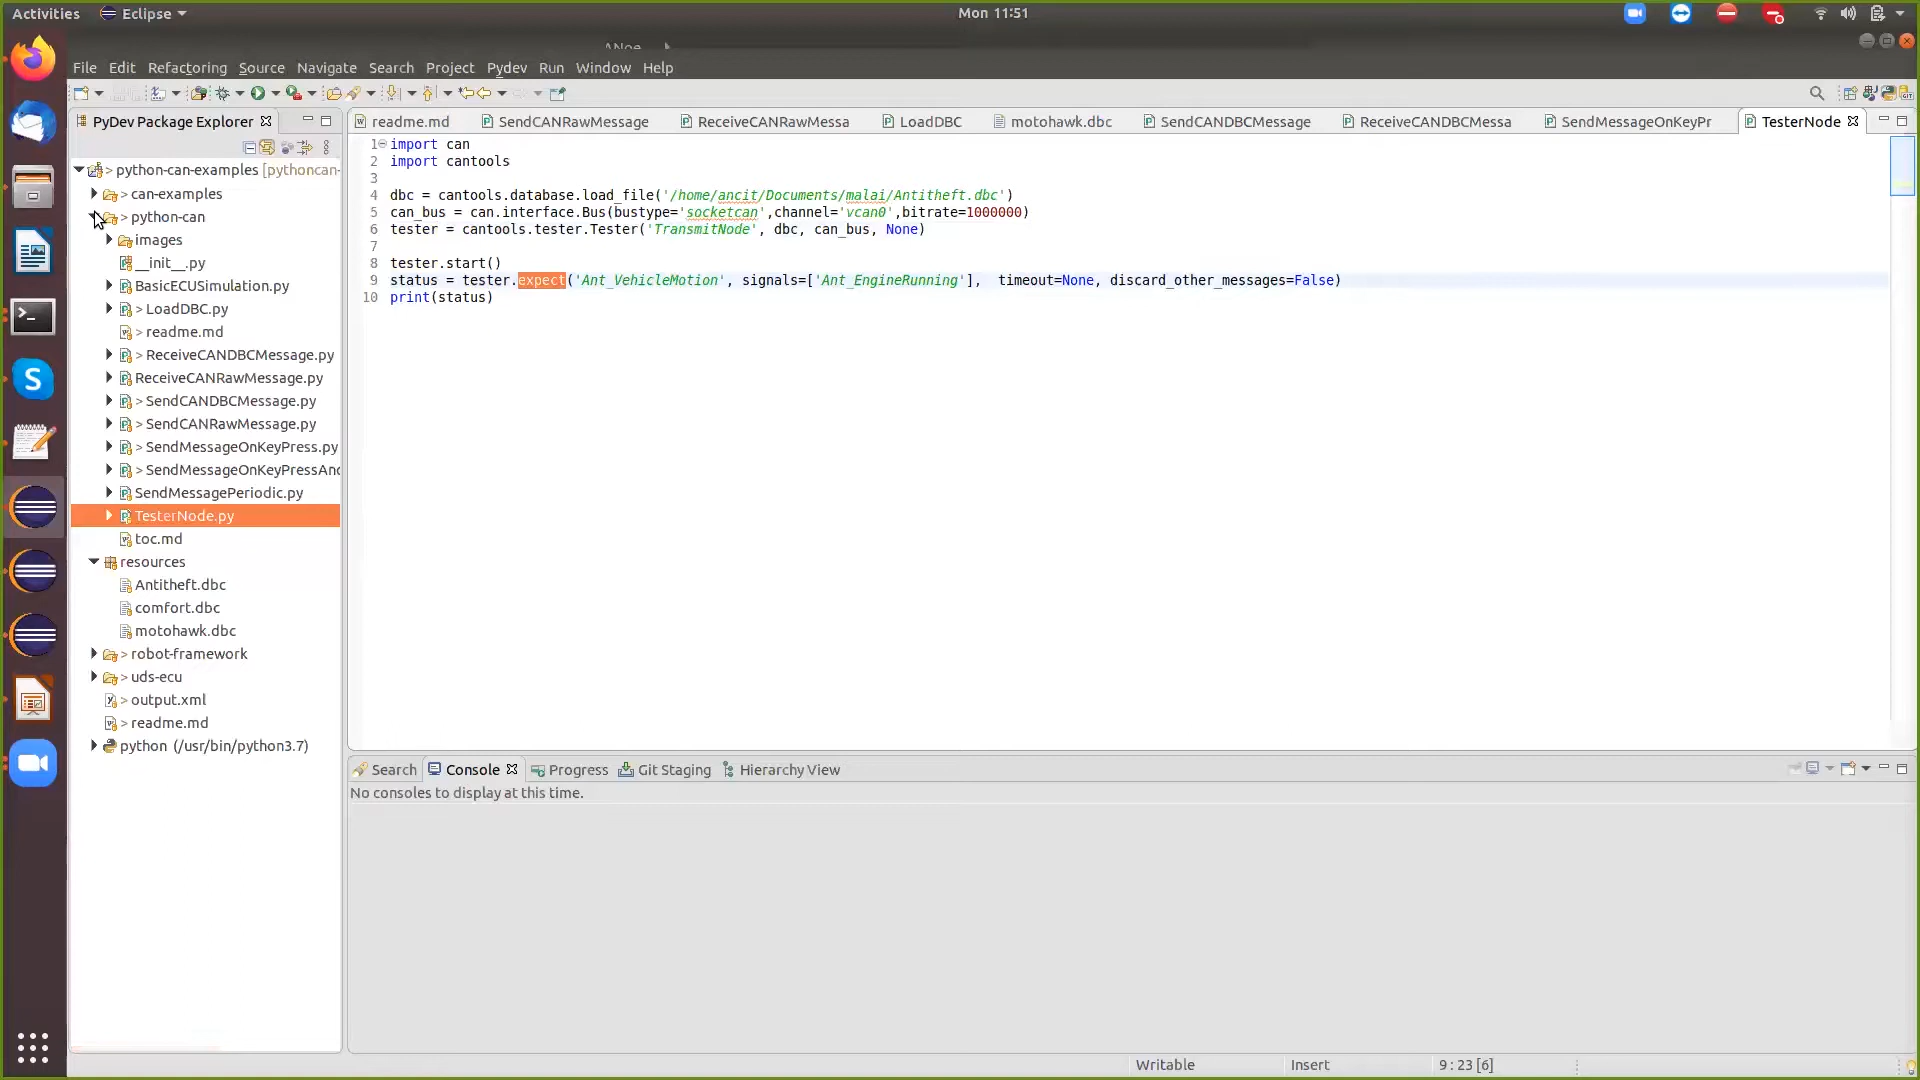 Activities Eclipse Mon 11:51
ANoe
File Edit Refactoring Source Navigate Search Project Pydev Run Window Help
PyDev Package Explorer
readme.md SendCANRawMessage ReceiveCANRawMessa LoadDBC motohawk.dbc SendCANDBCMessage ReceiveCANDBCMessa SendMessageOnKeyPr TesterNode
> python-can-examples [pythoncan-
> can-examples
> python-can
images
__init__.py
BasicECUSimulation.py
> LoadDBC.py
> readme.md
> ReceiveCANDBCMessage.py
ReceiveCANRawMessage.py
> SendCANDBCMessage.py
> SendCANRawMessage.py
> SendMessageOnKeyPress.py
> SendMessageOnKeyPressAnd
SendMessagePeriodic.py
TesterNode.py
toc.md
resources
Antitheft.dbc
comfort.dbc
motohawk.dbc
> robot-framework
> uds-ecu
> output.xml
> readme.md
python (/usr/bin/python3.7)
1 import can
2 import cantools
3
4 dbc = cantools.database.load_file('/home/ancit/Documents/malai/Antitheft.dbc')
5 can_bus = can.interface.Bus(bustype='socketcan',channel='vcan0',bitrate=1000000)
6 tester = cantools.tester.Tester('TransmitNode', dbc, can_bus, None)
7
8 tester.start()
9 status = tester.expect('Ant_VehicleMotion', signals=['Ant_EngineRunning'], timeout=None, discard_other_messages=False)
10 print(status)
Search Console Progress Git Staging Hierarchy View
No consoles to display at this time.
Writable Insert 9 : 23 [6]